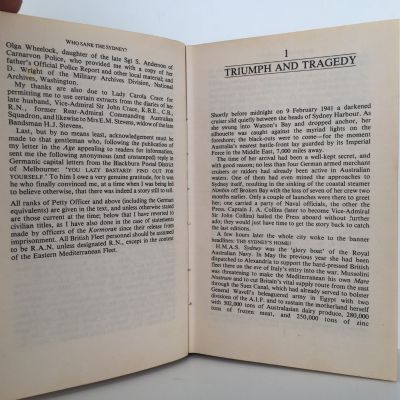 WHO SANK THE SYDNEY?
Olga Wheelock, daughter of the late Sgt S. Anderson of
Carnarvon Police, who provided me with a copy of her
father's Official Police Report and other local material; and
D. Wright of the Military Archives Division, National
Archives, Washington.
My thanks are also due to Lady Carola Crace for
permitting me to use certain extracts from the diaries of her
late husband, Vice-Admiral Sir John Crace, K.B.E., C.B.,
R.N., former Rear-Admiral Commanding Australia
Squadron, and likewise to Mrs E.M. Stevens, widow of the late
Bandsman H.J. Stevens.
Last, but by no means least, acknowledgement must be
made to that gentleman who, following the publication of
my letter in the Age appealing to readers for information,
sent me the following anonymous (and unstamped) reply in
Germanic capital letters from the Blackburn Postal District
of Melbourne: 'YOU LAZY BASTARY FIND OUT FOR
YOURSELF.' To him I owe a very genuine gratitude, for it was
he who finally convinced me, at a time when I was being led
to believe otherwise, that there was indeed a story still to tell.
All ranks of Petty Officer and above (including the German
equivalents) are given in the text, and unless otherwise stated
are those current at the time; below that I have reverted to
civilian titles, as I have also done in the case of statements
made by officers of the Kormoran since their release from
imprisonment. All British Fleet personnel should be assumed
to be R.A.N. unless designated R.N., except in the context
of the Eastern Mediterranean Fleet.
1
TRIUMPH AND TRAGEDY
Shortly before midnight on 9 February 1941 a darkened
cruiser slid quietly between the heads of Sydney Harbour. As
she swung into Watson's Bay and dropped anchor, her
silhouette was caught against the myriad lights on the
foreshore; for the moment it appeared that one of
Australia's nearest battle-front lay guarded by its Imperial
Force in the Middle East, 7,000 miles away.
The time of her arrival had been a well-kept secret, and
with good reason; no less than four German armed merchant
cruisers or raiders had already been active in Australian
waters. One of them had even mined the approaches to
Sydney itself, resulting in the sinking of the coastal steamer
Nimbin off Broken Bay with the loss of seven of her crew two
months earlier. Only a couple of launches were there to greet
her; one carried a party of Naval officials, the other the
Press. Captain J. A. Collins (later to become Vice-Admiral
Sir John Collins) hailed the Press aboard without further
ado; they would just have time to get the story back to catch
the last editions.
A few hours later the whole city woke to the banner
headlines: THE SYDNEY'S HOME!
H.M.A.S. Sydney was the 'glory boat' of the Royal
Australian Navy. In May the previous year she had been
dispatched to Alexandria to support the hard-pressed British
fleet there on the eve of Italy's entry into the war. Mussolini
was threatening to make the Mediterranean his own Mare
Nostrum and to cut Britain's vital supply route from the east
through the Suez Canal, which had already served to bolster
General Wavell's beleaguered army in Egypt with two
divisions of the A.I.F. and to sustain the motherland herself
with 502,000 tons of Australasian dairy produce, 280,000
tons of frozen meat, and 250,000 tons of zinc